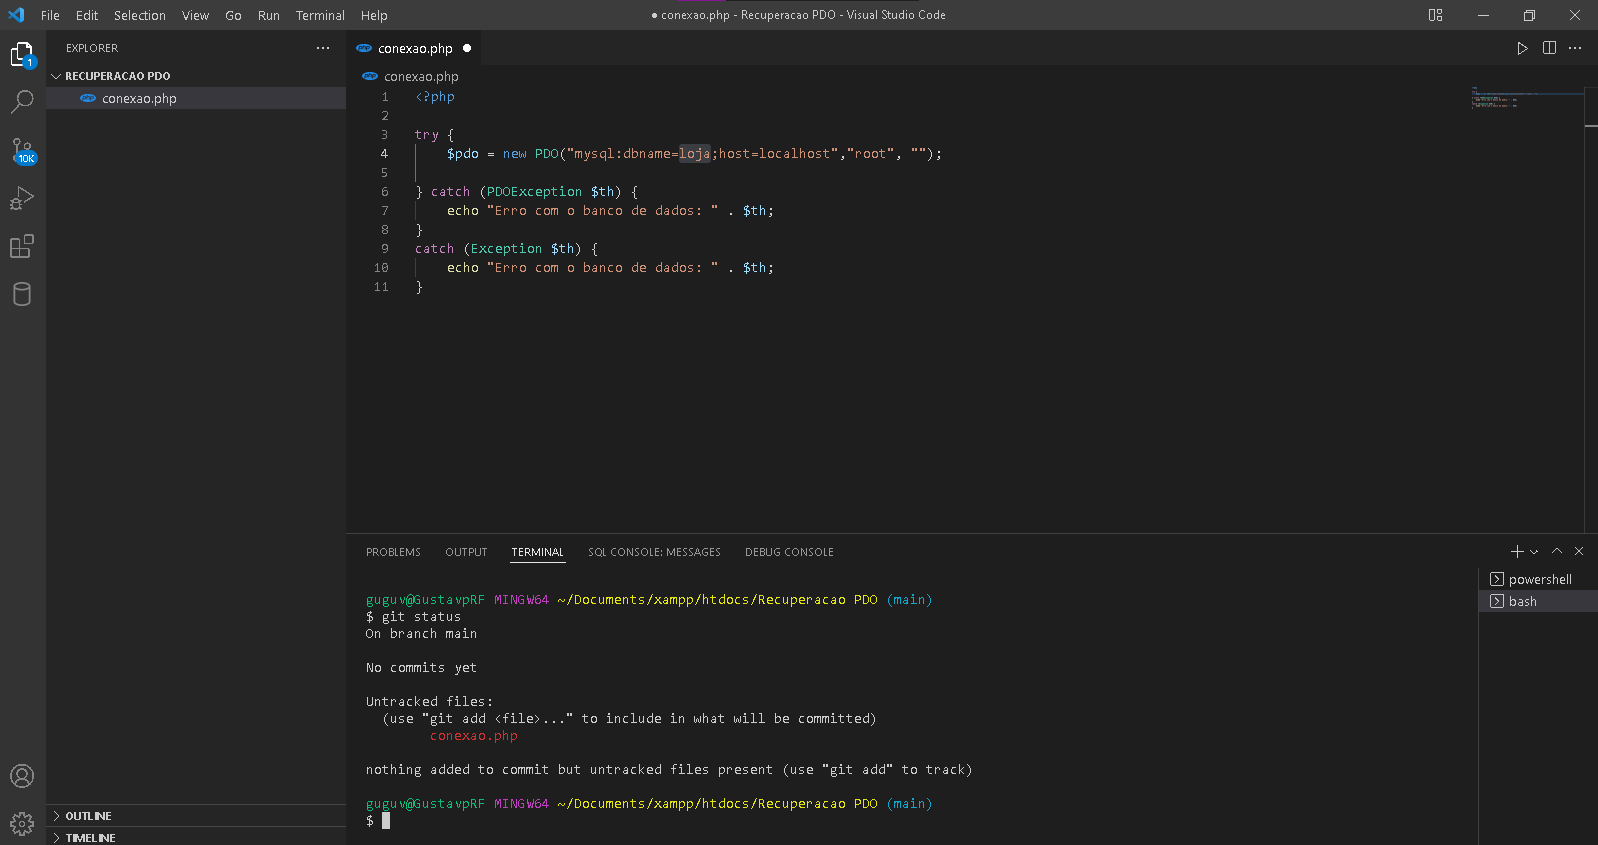 File Edit Selection View Go Run Terminal Help
● conexao.php - Recuperacao PDO - Visual Studio Code
EXPLORER
RECUPERACAO PDO
php conexao.php
1
10K
php conexao.php
php conexao.php
1 <?php
2
3 try {
4 $pdo = new PDO("mysql:dbname=loja;host=localhost","root", "");
5
6 } catch (PDOException $th) {
7 echo "Erro com o banco de dados: " . $th;
8 }
9 catch (Exception $th) {
10 echo "Erro com o banco de dados: " . $th;
11 }
PROBLEMS OUTPUT TERMINAL SQL CONSOLE: MESSAGES DEBUG CONSOLE
guguv@GustavpRF MINGW64 ~/Documents/xampp/htdocs/Recuperacao PDO (main)
$ git status
On branch main
No commits yet
Untracked files:
(use "git add <file>..." to include in what will be committed)
conexao.php
nothing added to commit but untracked files present (use "git add" to track)
guguv@GustavpRF MINGW64 ~/Documents/xampp/htdocs/Recuperacao PDO (main)
$
powershell
bash
OUTLINE
TIMELINE